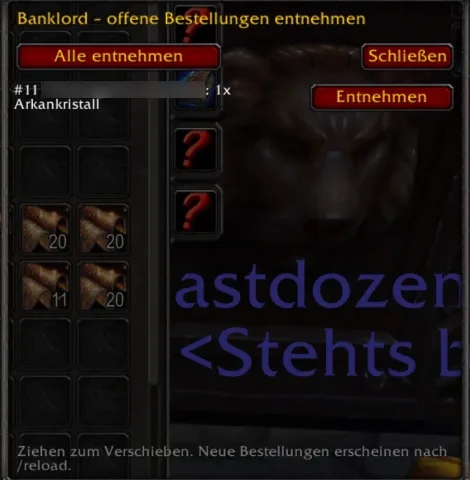 Banklord - offene Bestellungen entnehmen
Alle entnehmen
Schließen
#11 : 1x
Arkankristall
Entnehmen
20 20
11 20
astdozen
<Stehts b
Ziehen zum Verschieben. Neue Bestellungen erscheinen nach
/reload.